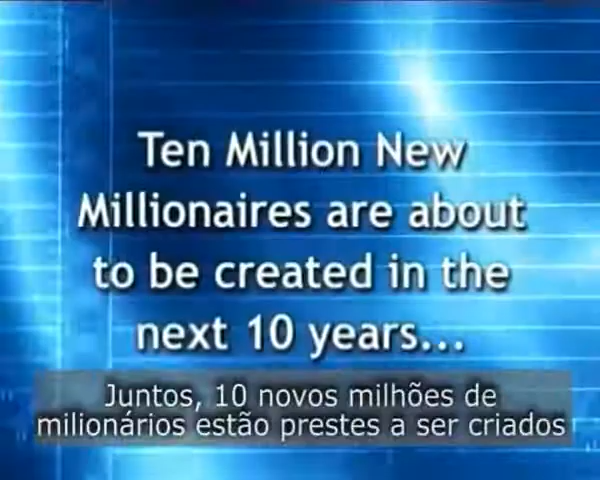 Ten Million New
Millionaires are about
to be created in the
next 10 years...
Juntos, 10 novos milhões de
milionários estão prestes a ser criados